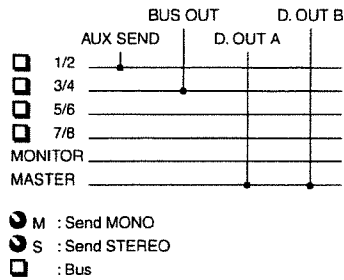 BUS OUT D. OUT B
AUX SEND D. OUT A
1/2
3/4
5/6
7/8
MONITOR
MASTER
M : Send MONO
S : Send STEREO
: Bus